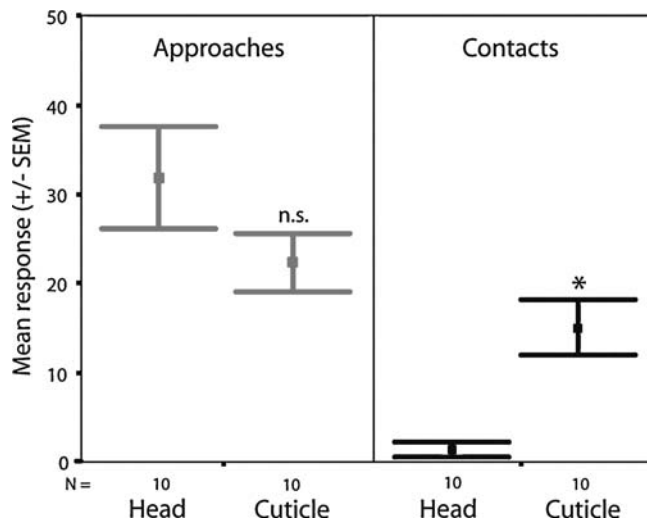 50
Approaches Contacts
40
30
n.s.
20
*
10
0
Mean response (+/- SEM)
N = 10 10 10 10
Head Cuticle Head Cuticle